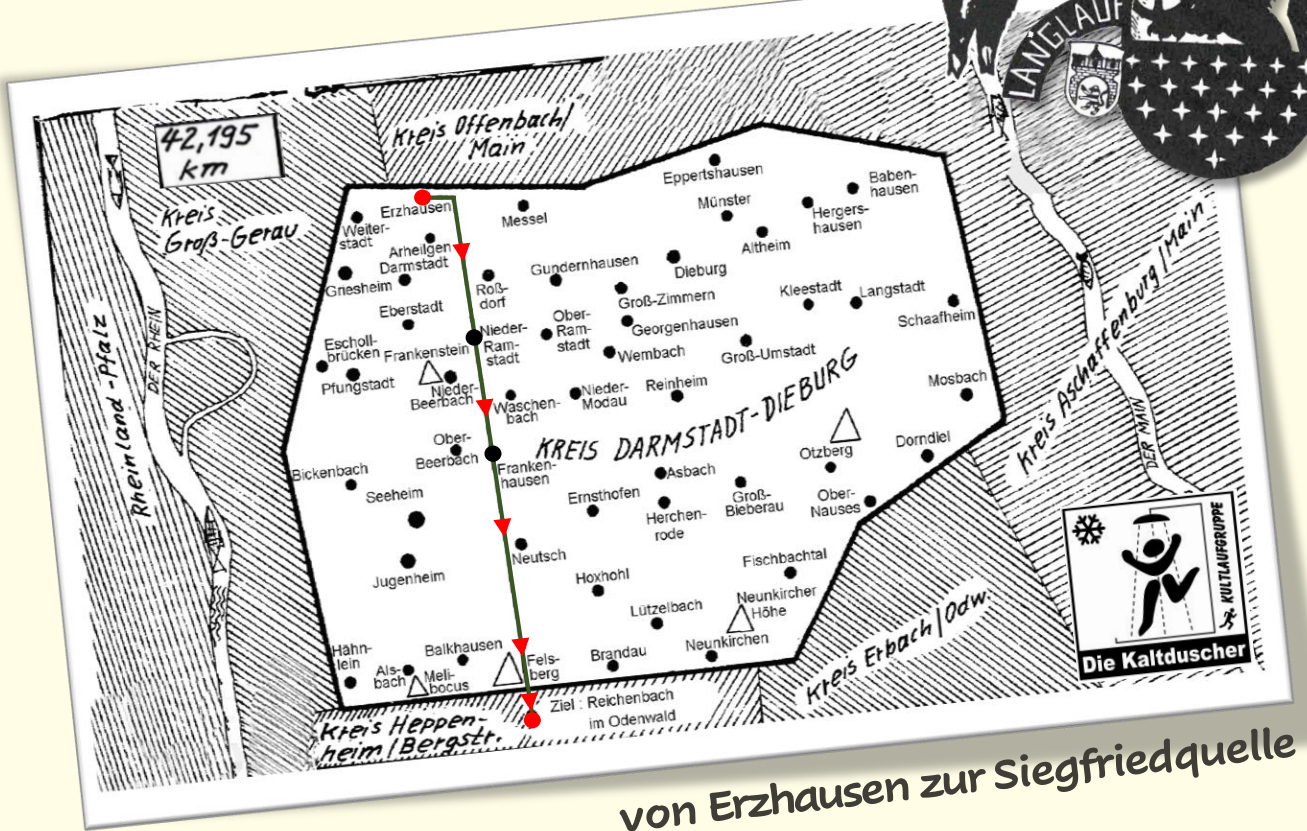 LANGLAUF
42,195
km
Kreis Offenbach/
Main
Kreis
Groß-Gerau
Rheinland-Pfalz
DER RHEIN
Erzhausen
Weiter-
stadt
Messel
Eppertshausen
Münster
Baben-
hausen
Hergers-
hausen
Altheim
Arheilgen
Darmstadt
Griesheim
Roß-
dorf
Gundernhausen
Dieburg
Groß-Zimmern
Kleestadt
Langstadt
Schaafheim
Eberstadt
Nieder-
Ram-
stadt
Ober-
Ram-
stadt
Georgenhausen
Wembach
Groß-Umstadt
Escholl-
brücken
Frankenstein
Pfungstadt
Nieder-
Beerbach
Waschen-
bach
Nieder-
Modau
Reinheim
Mosbach
KREIS DARMSTADT-DIEBURG
Ober-
Beerbach
Franken-
hausen
Otzberg
Dorndiel
Bickenbach
Seeheim
Asbach
Ernsthofen
Herchen-
rode
Groß-
Bieberau
Ober-
Nauses
Jugenheim
Neutsch
Hoxhohl
Fischbachtal
Lützelbach
Neunkircher
Höhe
Neunkirchen
Brandau
Hähn-
lein
Als-
bach
Meli-
bocus
Balkhausen
Fels-
berg
Ziel : Reichenbach
im Odenwald
Kreis Heppen-
heim/Bergstr.
Kreis Erbach/Odw.
Kreis Aschaffenburg/Main
DER MAIN
KULTLAUFGRUPPE
Die Kaltduscher
von Erzhausen zur Siegfriedquelle